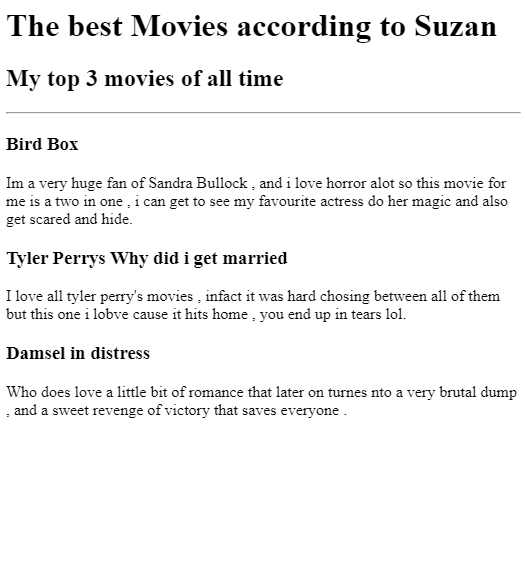 The best Movies according to Suzan
My top 3 movies of all time
Bird Box
Im a very huge fan of Sandra Bullock , and i love horror alot so this movie for
me is a two in one , i can get to see my favourite actress do her magic and also
get scared and hide.
Tyler Perrys Why did i get married
I love all tyler perry's movies , infact it was hard chosing between all of them
but this one i lobve cause it hits home , you end up in tears lol.
Damsel in distress
Who does love a little bit of romance that later on turnes nto a very brutal dump
, and a sweet revenge of victory that saves everyone .